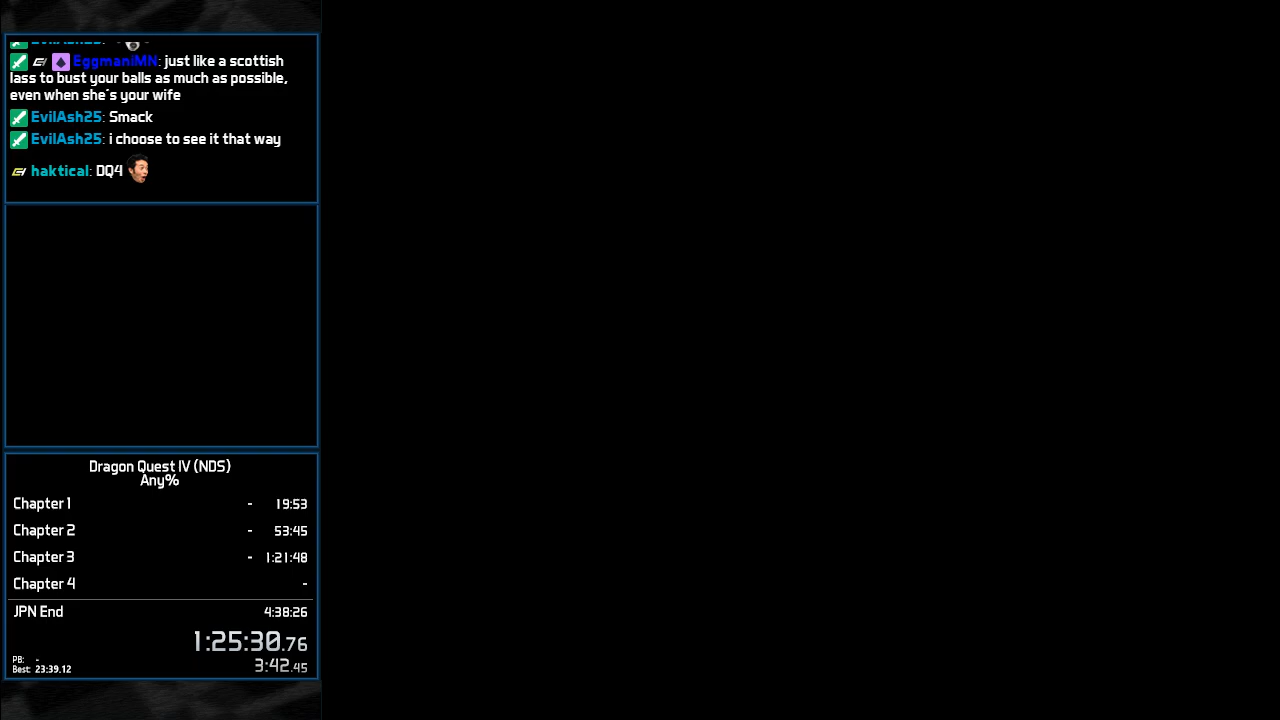 EggmaniMN: just like a scottish
lass to bust your balls as much as possible,
even when she's your wife
EvilAsh25: Smack
EvilAsh25: i choose to see it that way
haktical: DQ4
Dragon Quest IV (NDS)
Any%
Chapter 1 - 19:53
Chapter 2 - 53:45
Chapter 3 - 1:21:48
Chapter 4 -
JPN End 4:38:26
1:25:30.76
PB: -
3:42.45
Best: 23:39.12